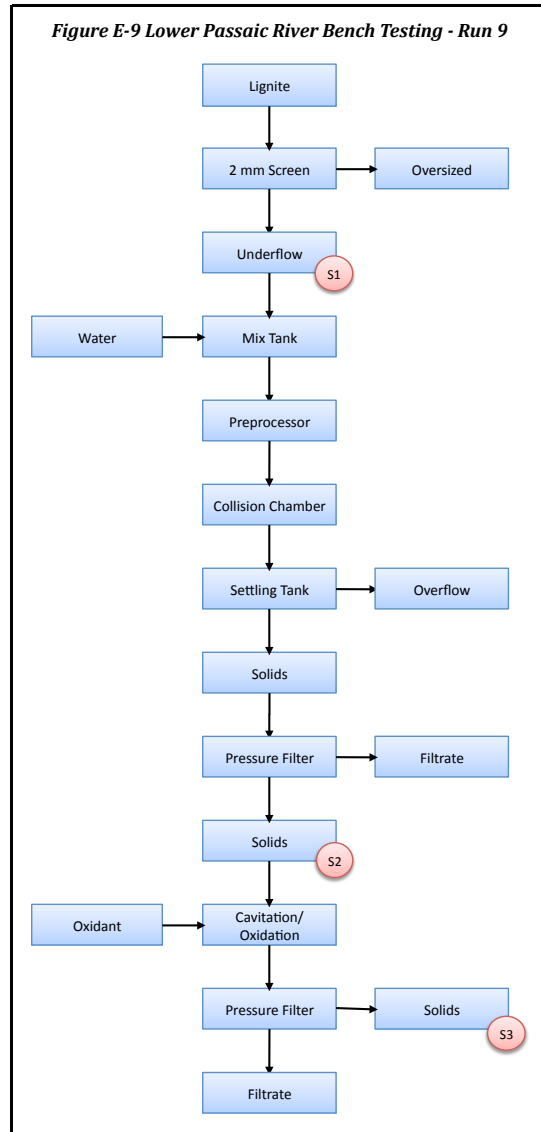 Figure E-9 Lower Passaic River Bench Testing - Run 9
Lignite
2 mm Screen
Oversized
Underflow
S1
Water
Mix Tank
Preprocessor
Collision Chamber
Settling Tank
Overflow
Solids
Pressure Filter
Filtrate
Solids
S2
Oxidant
Cavitation/
Oxidation
Pressure Filter
Solids
S3
Filtrate